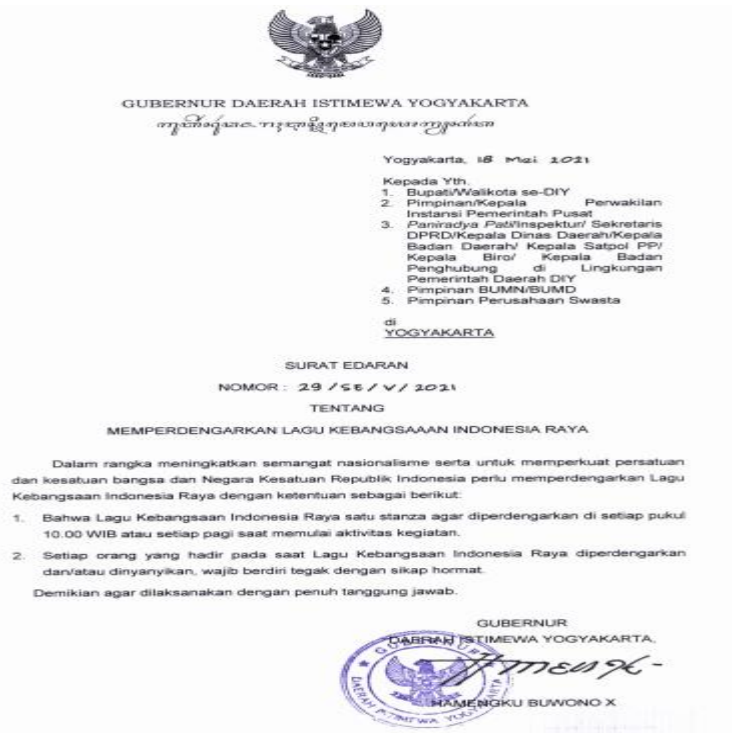 GUBERNUR DAERAH ISTIMEWA YOGYAKARTA
Yogyakarta, 18 Mei 2021
Kepada Yth.
1. Bupati/Walikota se-DIY
2. Pimpinan/Kepala Perwakilan
Instansi Pemerintah Pusat
3. Paniradya Pati/Inspektur/ Sekretaris
DPRD/Kepala Dinas Daerah/Kepala
Badan Daerah/ Kepala Satpol PP/
Kepala Biro/ Kepala Badan
Penghubung di Lingkungan
Pemerintah Daerah DIY
4. Pimpinan BUMN/BUMD
5. Pimpinan Perusahaan Swasta
di
YOGYAKARTA
SURAT EDARAN
NOMOR : 29 / SE / V / 2021
TENTANG
MEMPERDENGARKAN LAGU KEBANGSAAAN INDONESIA RAYA
Dalam rangka meningkatkan semangat nasionalisme serta untuk memperkuat persatuan
dan kesatuan bangsa dan Negara Kesatuan Republik Indonesia perlu memperdengarkan Lagu
Kebangsaan Indonesia Raya dengan ketentuan sebagai berikut:
1. Bahwa Lagu Kebangsaan Indonesia Raya satu stanza agar diperdengarkan di setiap pukul
10.00 WIB atau setiap pagi saat memulai aktivitas kegiatan.
2. Setiap orang yang hadir pada saat Lagu Kebangsaan Indonesia Raya diperdengarkan
dan/atau dinyanyikan, wajib berdiri tegak dengan sikap hormat.
Demikian agar dilaksanakan dengan penuh tanggung jawab.
GUBERNUR
DAERAH ISTIMEWA YOGYAKARTA,
GUBERNUR
DAERAH ISTIMEWA YOGYAKARTA
HAMENGKU BUWONO X